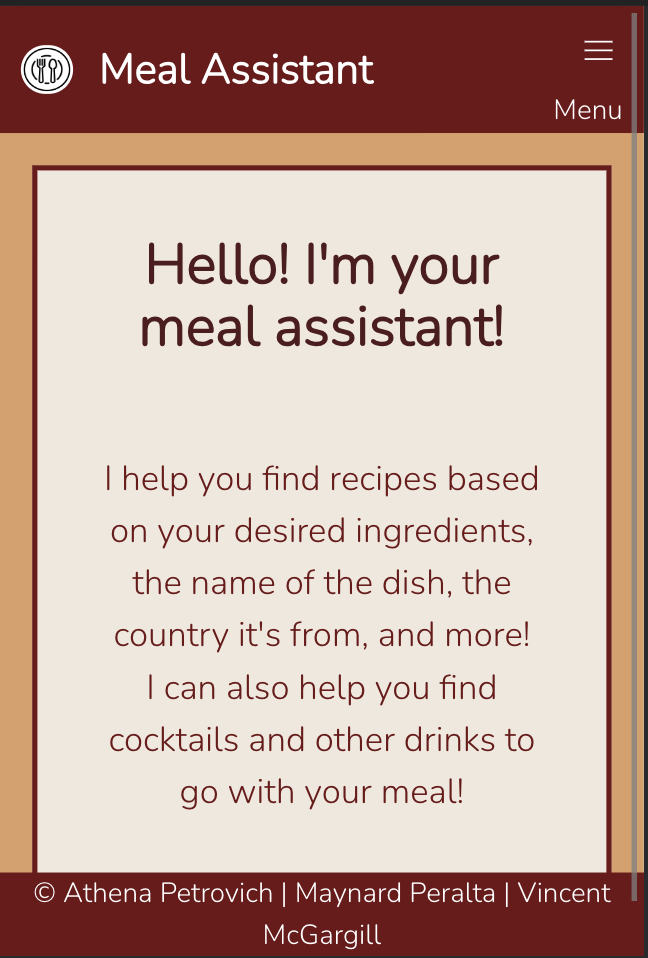 Meal Assistant
Menu
Hello! I'm your
meal assistant!
I help you find recipes based
on your desired ingredients,
the name of the dish, the
country it's from, and more!
I can also help you find
cocktails and other drinks to
go with your meal!
© Athena Petrovich | Maynard Peralta | Vincent
McGargill